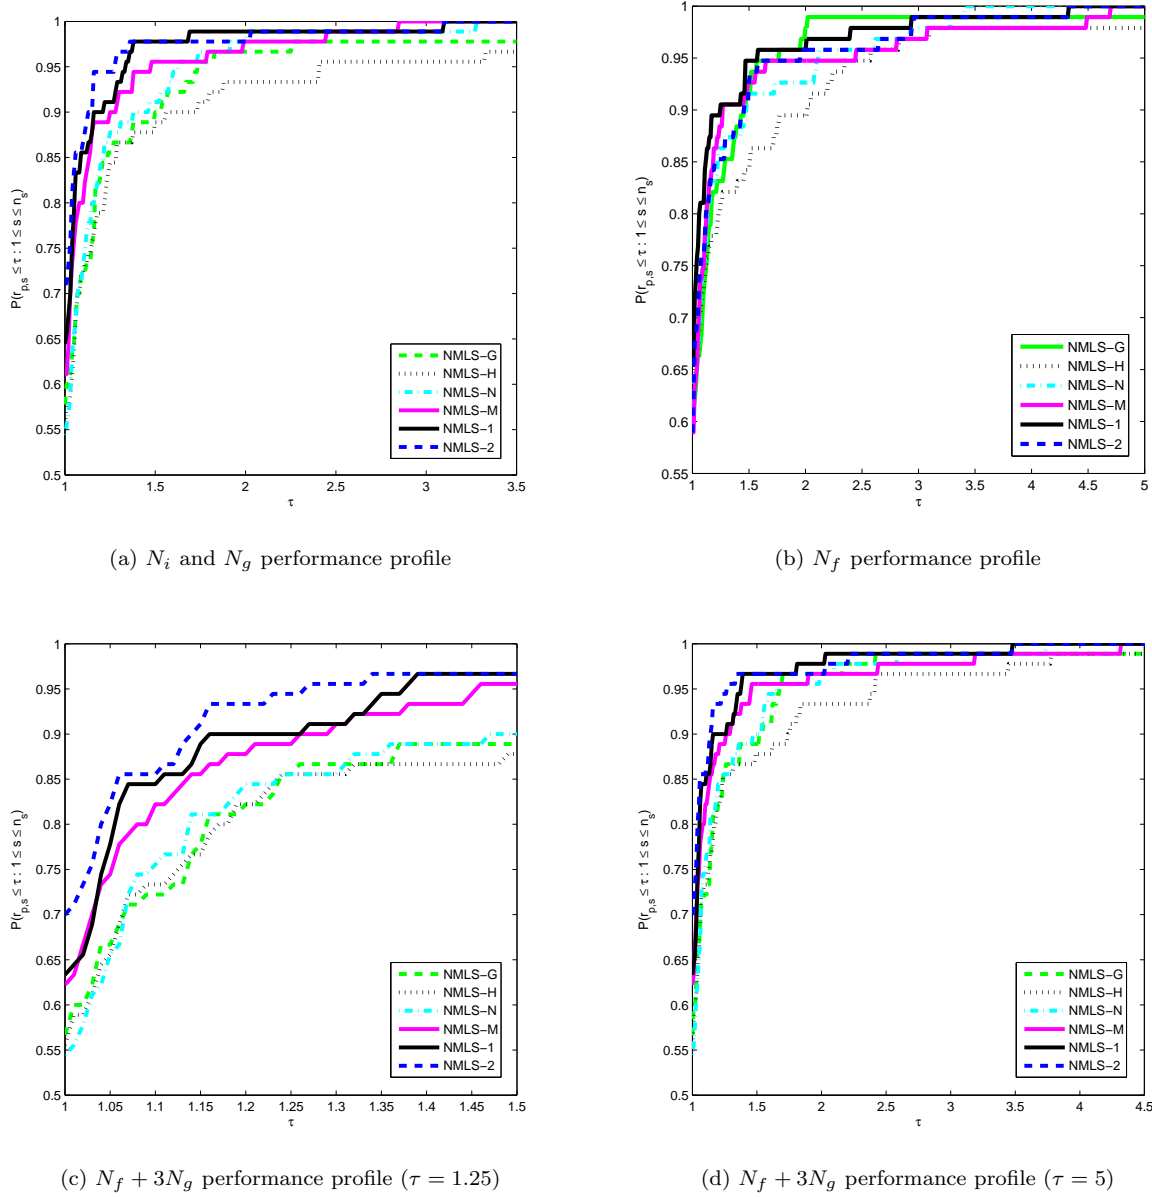 1
0.95
0.9
0.85
0.8
0.75
0.7
0.65
0.6
0.55
0.5
1 1.5 2 2.5 3 3.5
τ
P(r_{p,s} ≤ τ : 1 ≤ s ≤ n_s)
NMLS−G
NMLS−H
NMLS−N
NMLS−M
NMLS−1
NMLS−2
(a) N_i and N_g performance profile
1
0.95
0.9
0.85
0.8
0.75
0.7
0.65
0.6
0.55
1 1.5 2 2.5 3 3.5 4 4.5 5
τ
P(r_{p,s} ≤ τ : 1 ≤ s ≤ n_s)
NMLS−G
NMLS−H
NMLS−N
NMLS−M
NMLS−1
NMLS−2
(b) N_f performance profile
1
0.95
0.9
0.85
0.8
0.75
0.7
0.65
0.6
0.55
0.5
1 1.05 1.1 1.15 1.2 1.25 1.3 1.35 1.4 1.45 1.5
τ
P(r_{p,s} ≤ τ : 1 ≤ s ≤ n_s)
NMLS−G
NMLS−H
NMLS−N
NMLS−M
NMLS−1
NMLS−2
(c) N_f + 3N_g performance profile (τ = 1.25)
1
0.95
0.9
0.85
0.8
0.75
0.7
0.65
0.6
0.55
0.5
1 1.5 2 2.5 3 3.5 4 4.5
τ
P(r_{p,s} ≤ τ : 1 ≤ s ≤ n_s)
NMLS−G
NMLS−H
NMLS−N
NMLS−M
NMLS−1
NMLS−2
(d) N_f + 3N_g performance profile (τ = 5)